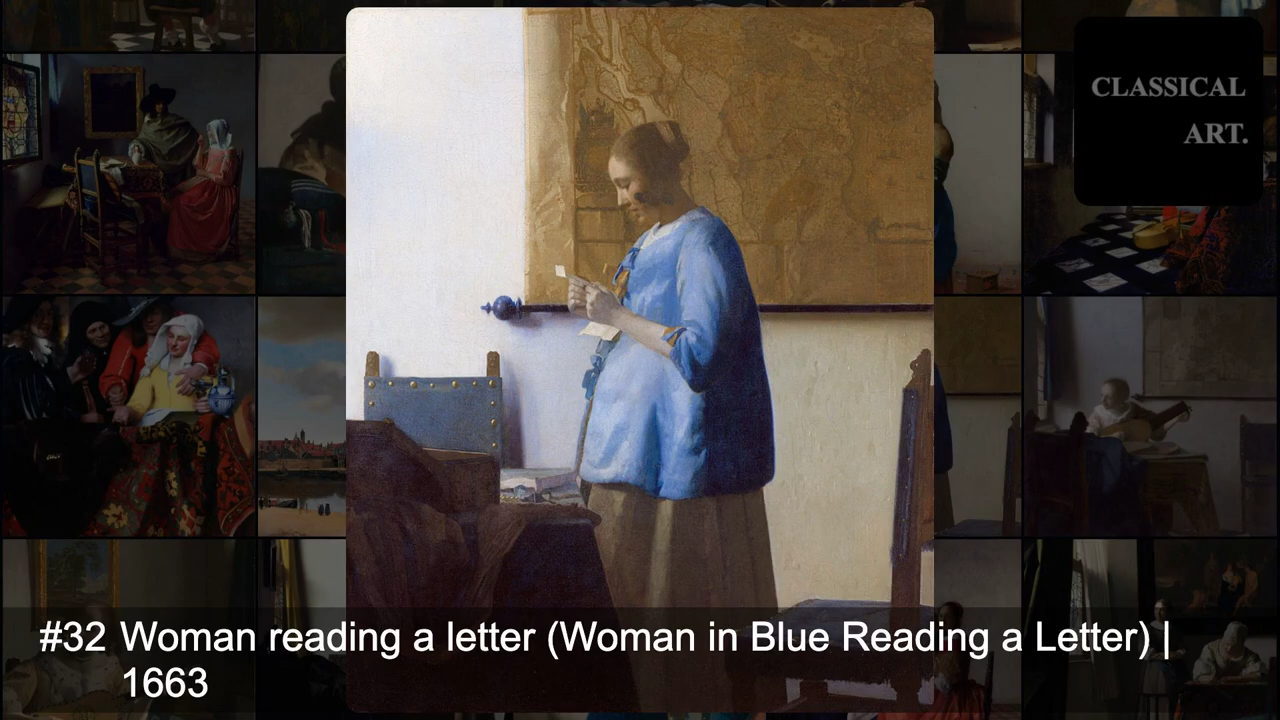 CLASSICAL
ART.
#32 Woman reading a letter (Woman in Blue Reading a Letter) |
1663